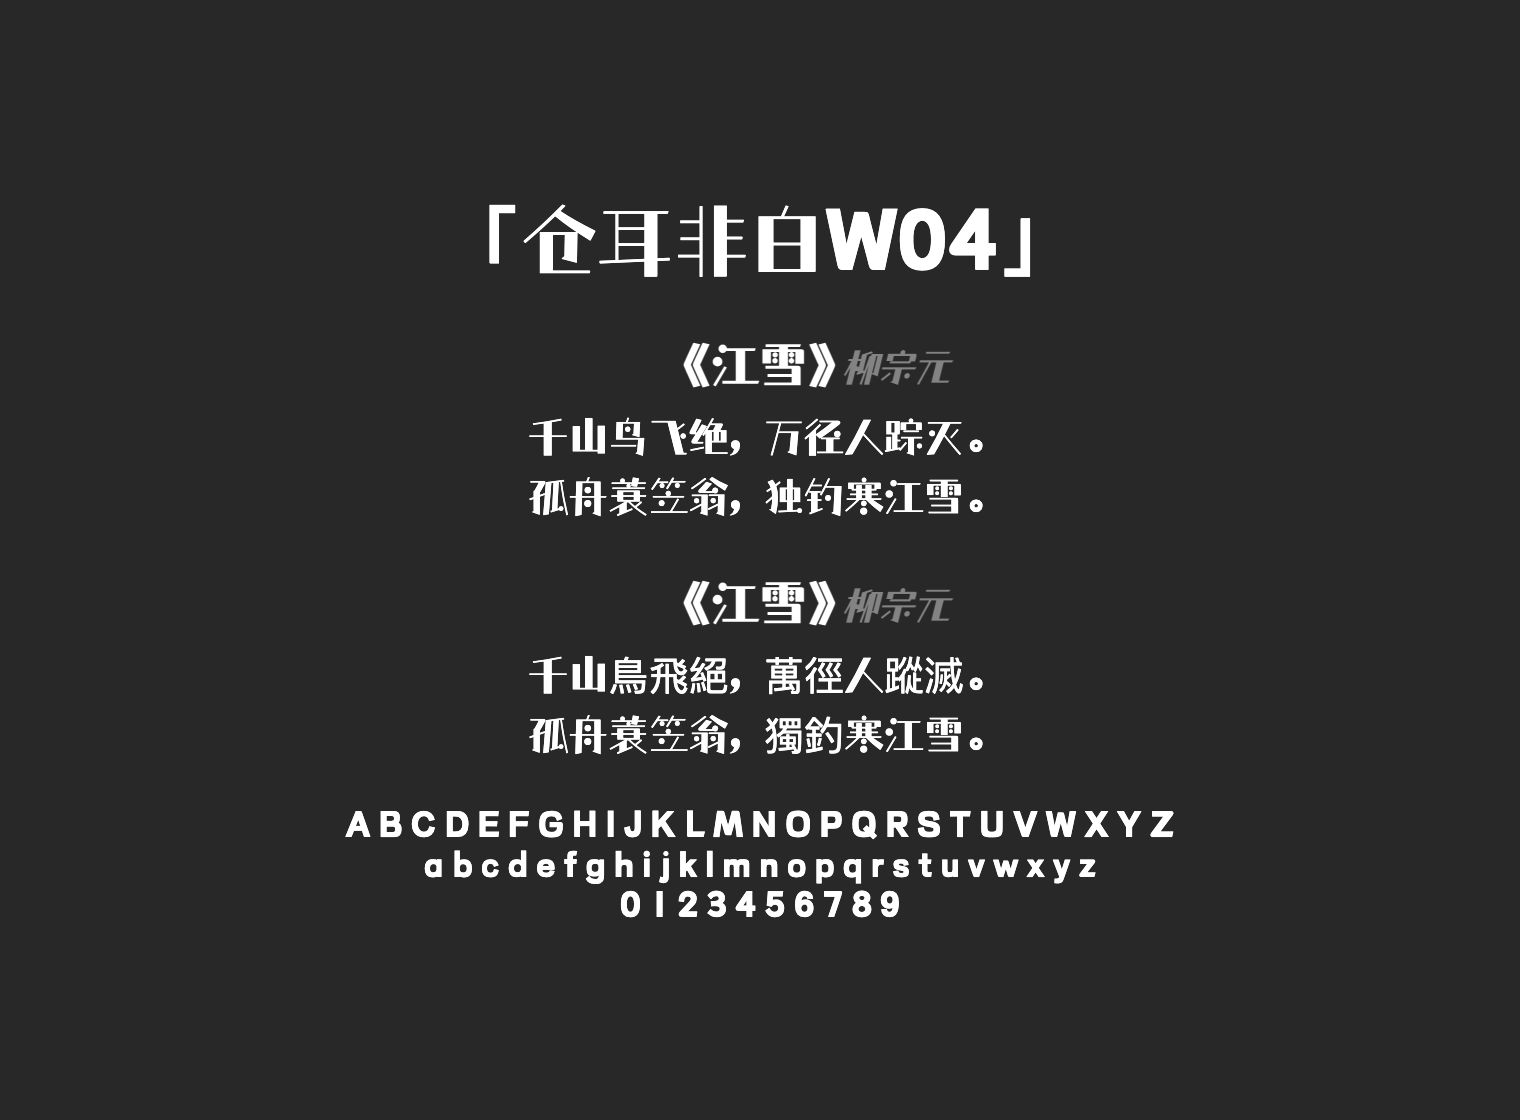 「仓耳非白W04」
《江雪》柳宗元
千山鸟飞绝，万径人踪灭。
孤舟蓑笠翁，独钓寒江雪。
《江雪》柳宗元
千山鳥飛絕，萬徑人蹤滅。
孤舟蓑笠翁，獨釣寒江雪。
ABCDEFGHIJKLMNOPQRSTUVWXYZ
abcdefghijklmnopqrstuvwxyz
0123456789